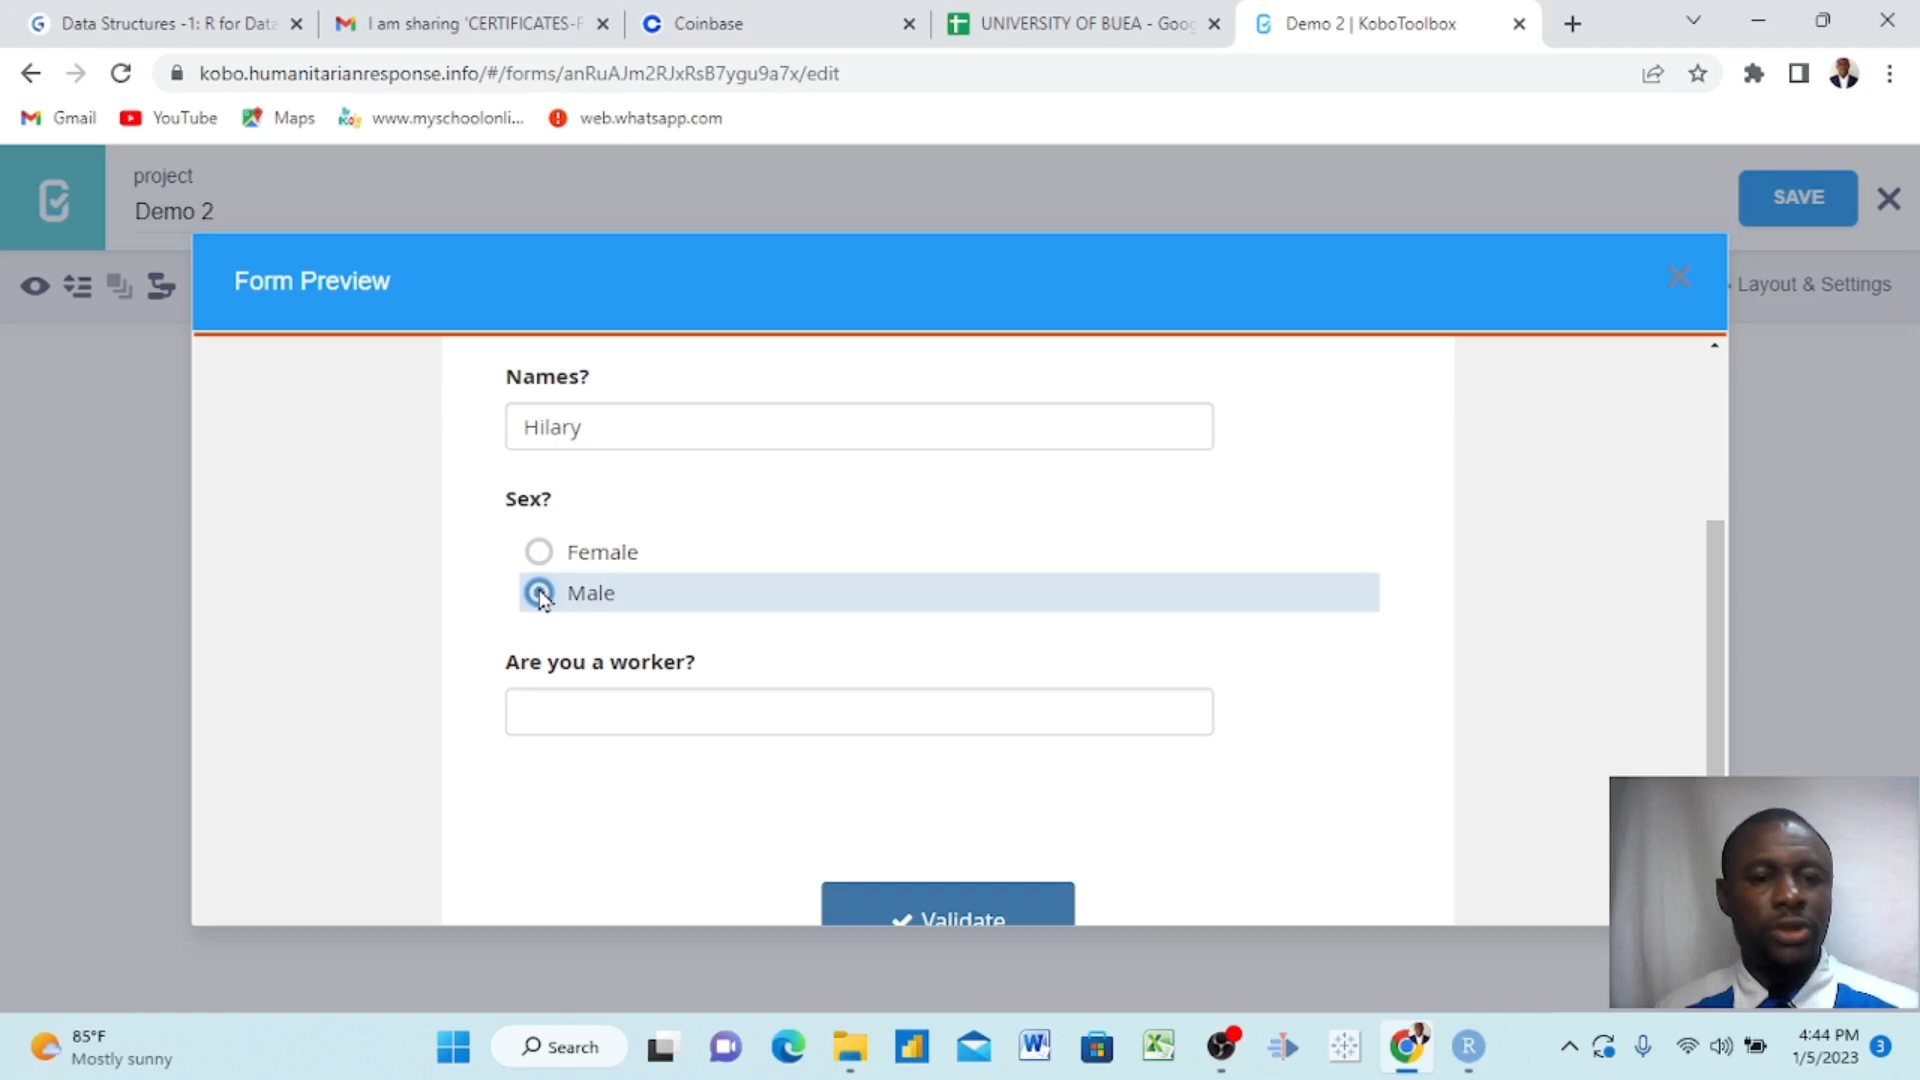 Data Structures -1: R for Data
I am sharing 'CERTIFICATES-F
Coinbase
UNIVERSITY OF BUEA - Goog
Demo 2 | KoboToolbox
kobo.humanitarianresponse.info/#/forms/anRuAJm2RJxRsB7ygu9a7x/edit
Gmail
YouTube
Maps
www.myschoolonli...
web.whatsapp.com
project
Demo 2
SAVE
Form Preview
Layout & Settings
Names?
Hilary
Sex?
Female
Male
Are you a worker?
Validate
85°F
Mostly sunny
Search
4:44 PM
1/5/2023
3